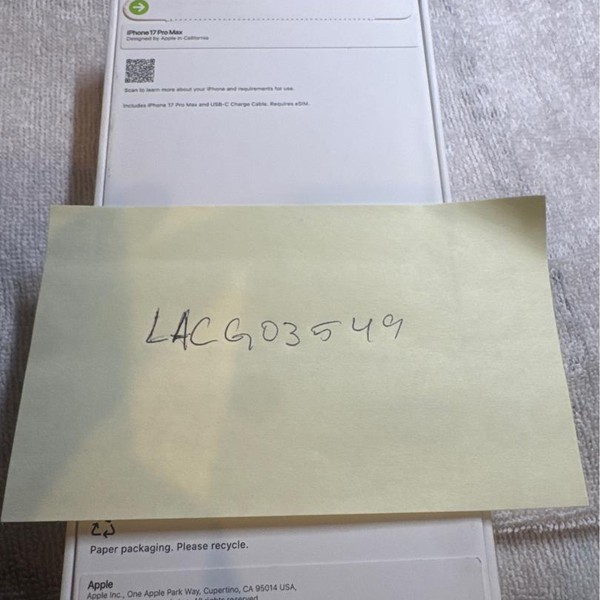 iPhone 17 Pro Max
Designed by Apple in California
Scan to learn more about your iPhone and requirements for use.
Includes iPhone 17 Pro Max and USB-C Charge Cable. Requires eSIM.
LACG03549
Paper packaging. Please recycle.
Apple
Apple Inc., One Apple Park Way, Cupertino, CA 95014 USA,